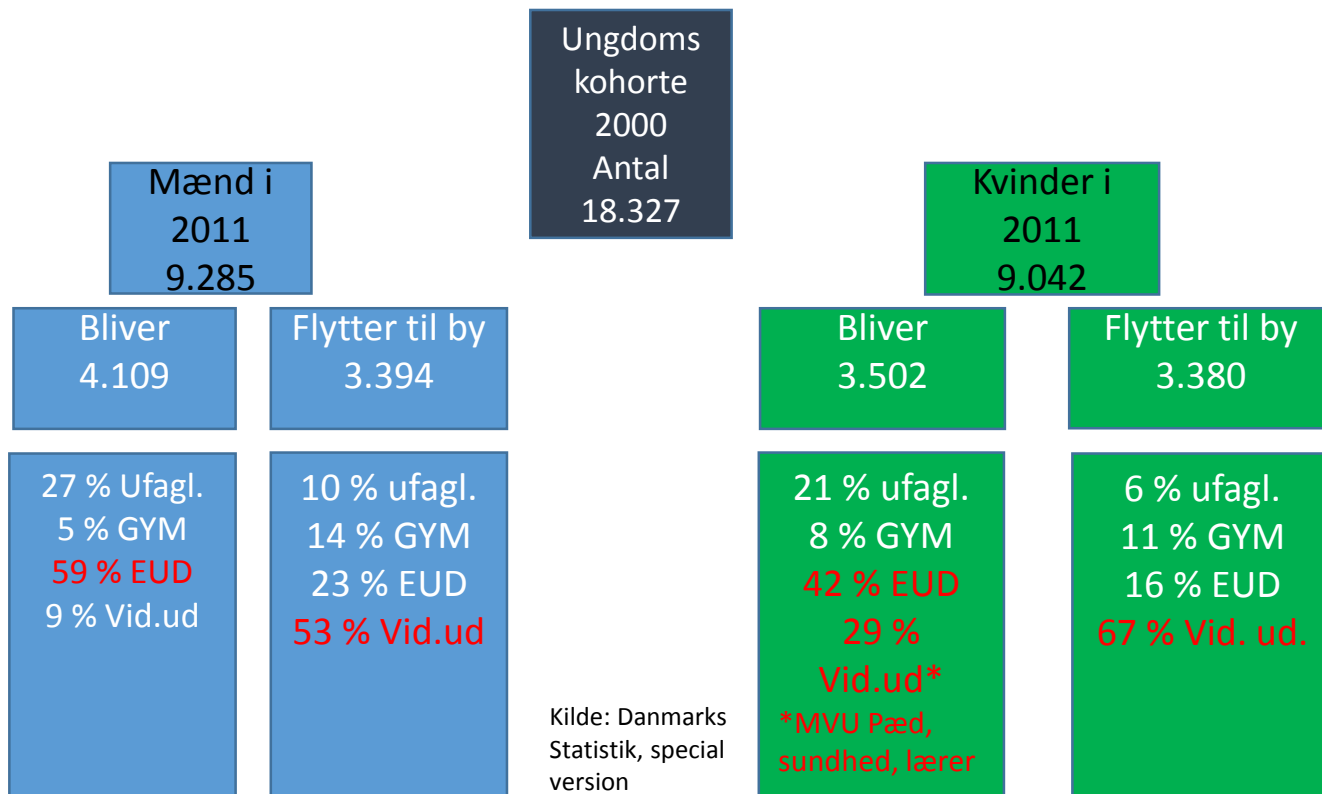 Ungdoms
kohorte
2000
Antal
18.327
Mænd i
2011
9.285
Kvinder i
2011
9.042
Bliver
4.109
Flytter til by
3.394
Bliver
3.502
Flytter til by
3.380
27 % Ufagl.
5 % GYM
59 % EUD
9 % Vid.ud
10 % ufagl.
14 % GYM
23 % EUD
53 % Vid.ud
21 % ufagl.
8 % GYM
42 % EUD
29 %
Vid.ud*
*MVU Pæd,
sundhed, lærer
6 % ufagl.
11 % GYM
16 % EUD
67 % Vid. ud.
Kilde: Danmarks
Statistik, special
version